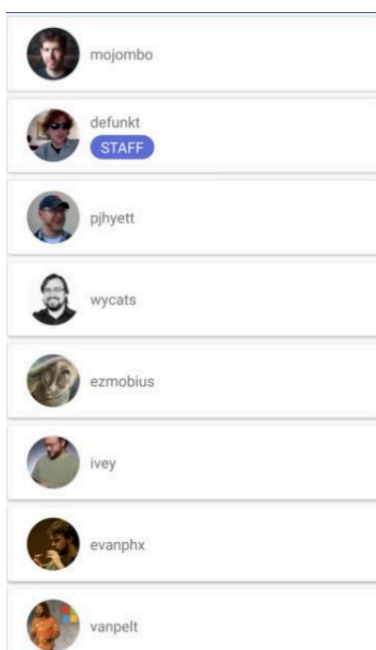 mojombo
defunkt
STAFF
pjhyett
wycats
ezmobius
ivey
evanphx
vanpelt